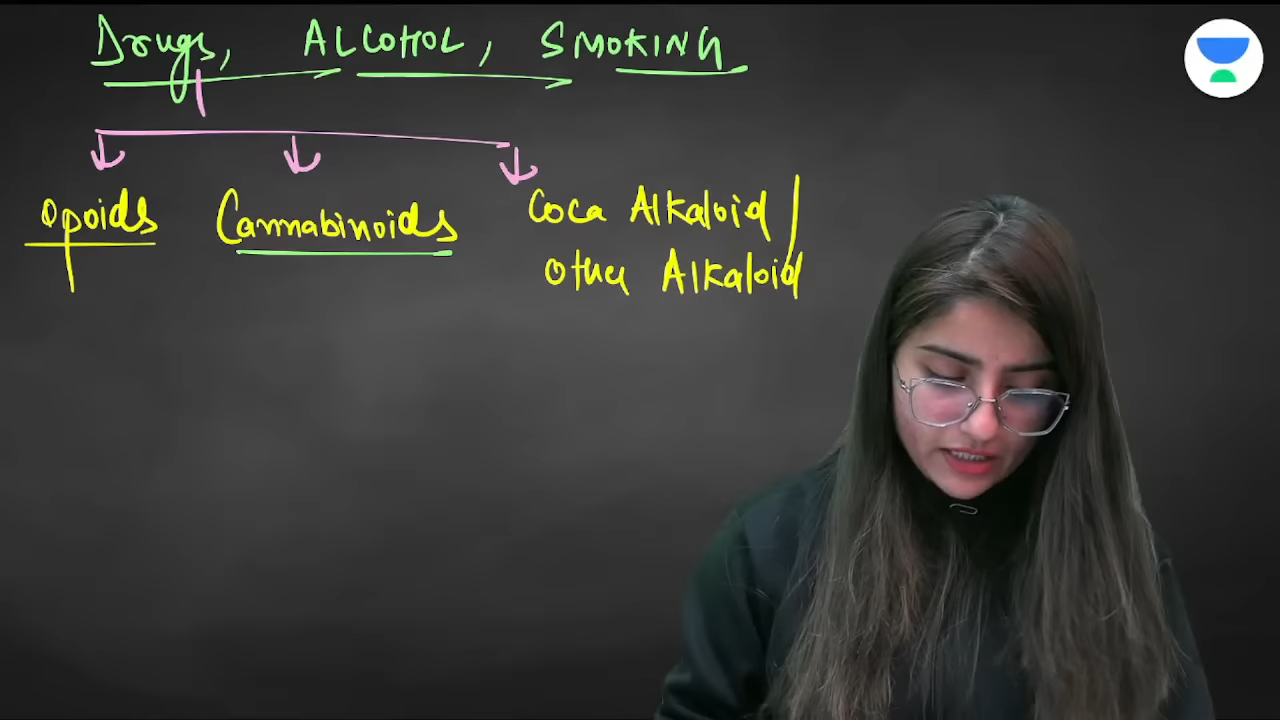 Drugs, ALCOHOL, SMOKING
Opoids Cannabinoids Coca Alkaloid /
Other Alkaloid